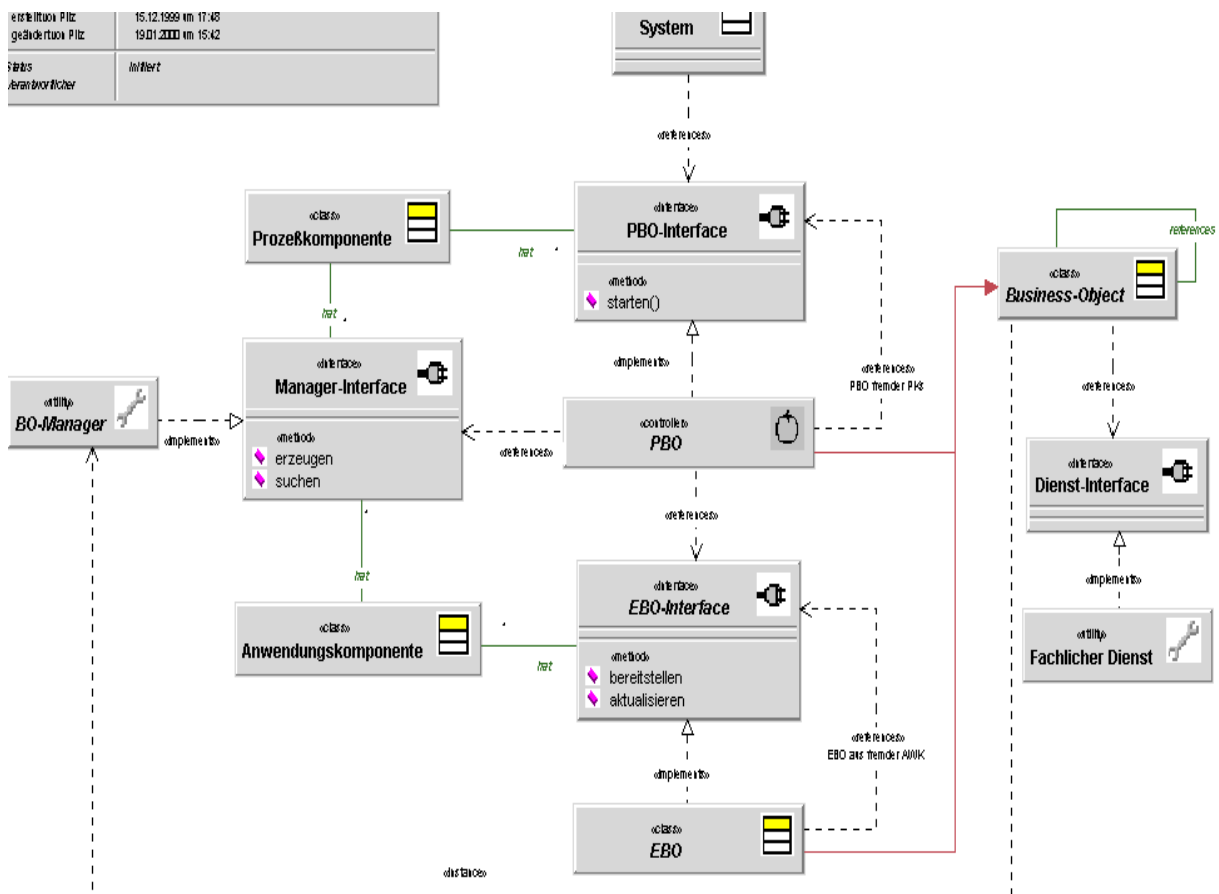 erstelltvon Pilz 15.12.1999 um 17:48
geändertvon Pilz 19.01.2000 um 15:42
Status initiiert
Verantwortlicher
System
«references»
«interface»
PBO-Interface
«method»
starten()
«class»
Prozeßkomponente
hat *
hat *
references
«class»
Business-Object
«interface»
Manager-Interface
«method»
erzeugen
suchen
«implements»
«references»
PBO fremder PKs
«references»
«utility»
BO-Manager
«implements»
«controller»
PBO
«references»
«interface»
Dienst-Interface
«references»
*
hat
«interface»
EBO-Interface
«method»
bereitstellen
aktualisieren
«implements»
«class»
Anwendungskomponente
*
hat
«utility»
Fachlicher Dienst
«references»
EBO aus fremder AWK
«implements»
«class»
EBO
«instance»